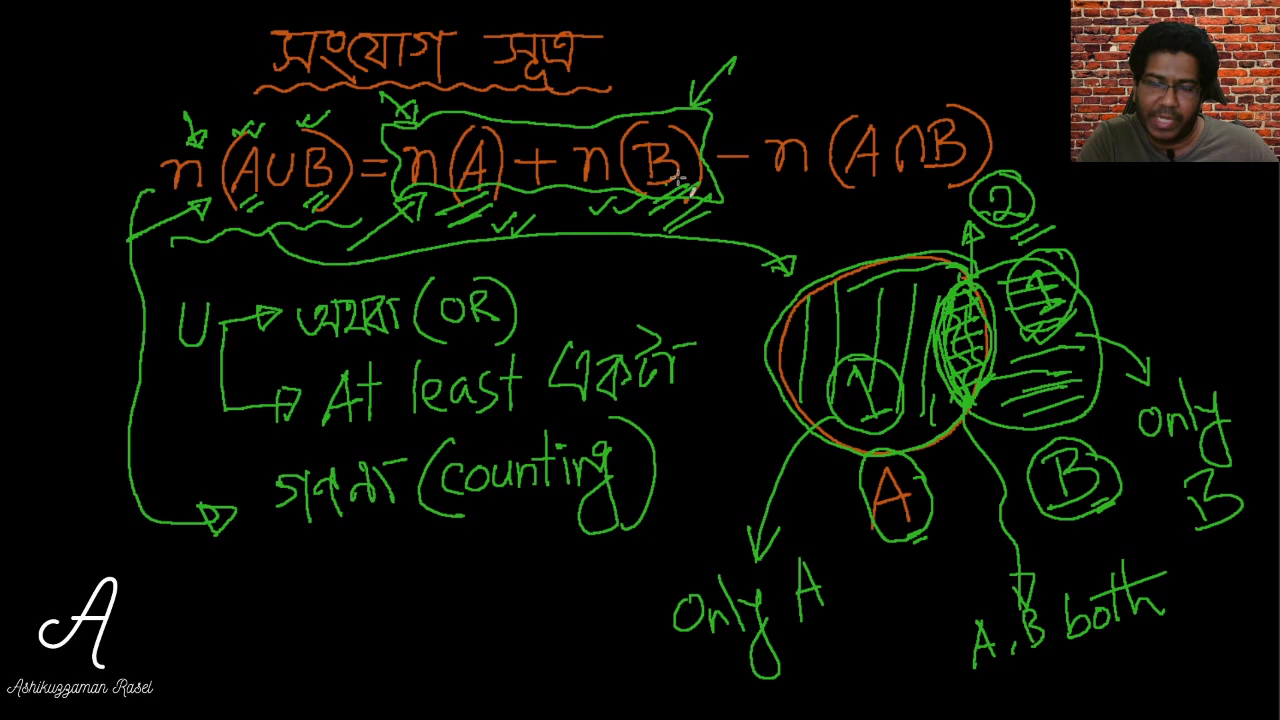 সংযোগ সূত্র
n(A∪B) = n(A) + n(B) - n(A∩B)
2
U → অথবা (OR)
→ At least একটা
গণনা (counting)
1
1
A
B
Only B
Only A
A,B both
A
Ashikuzzaman Rasel